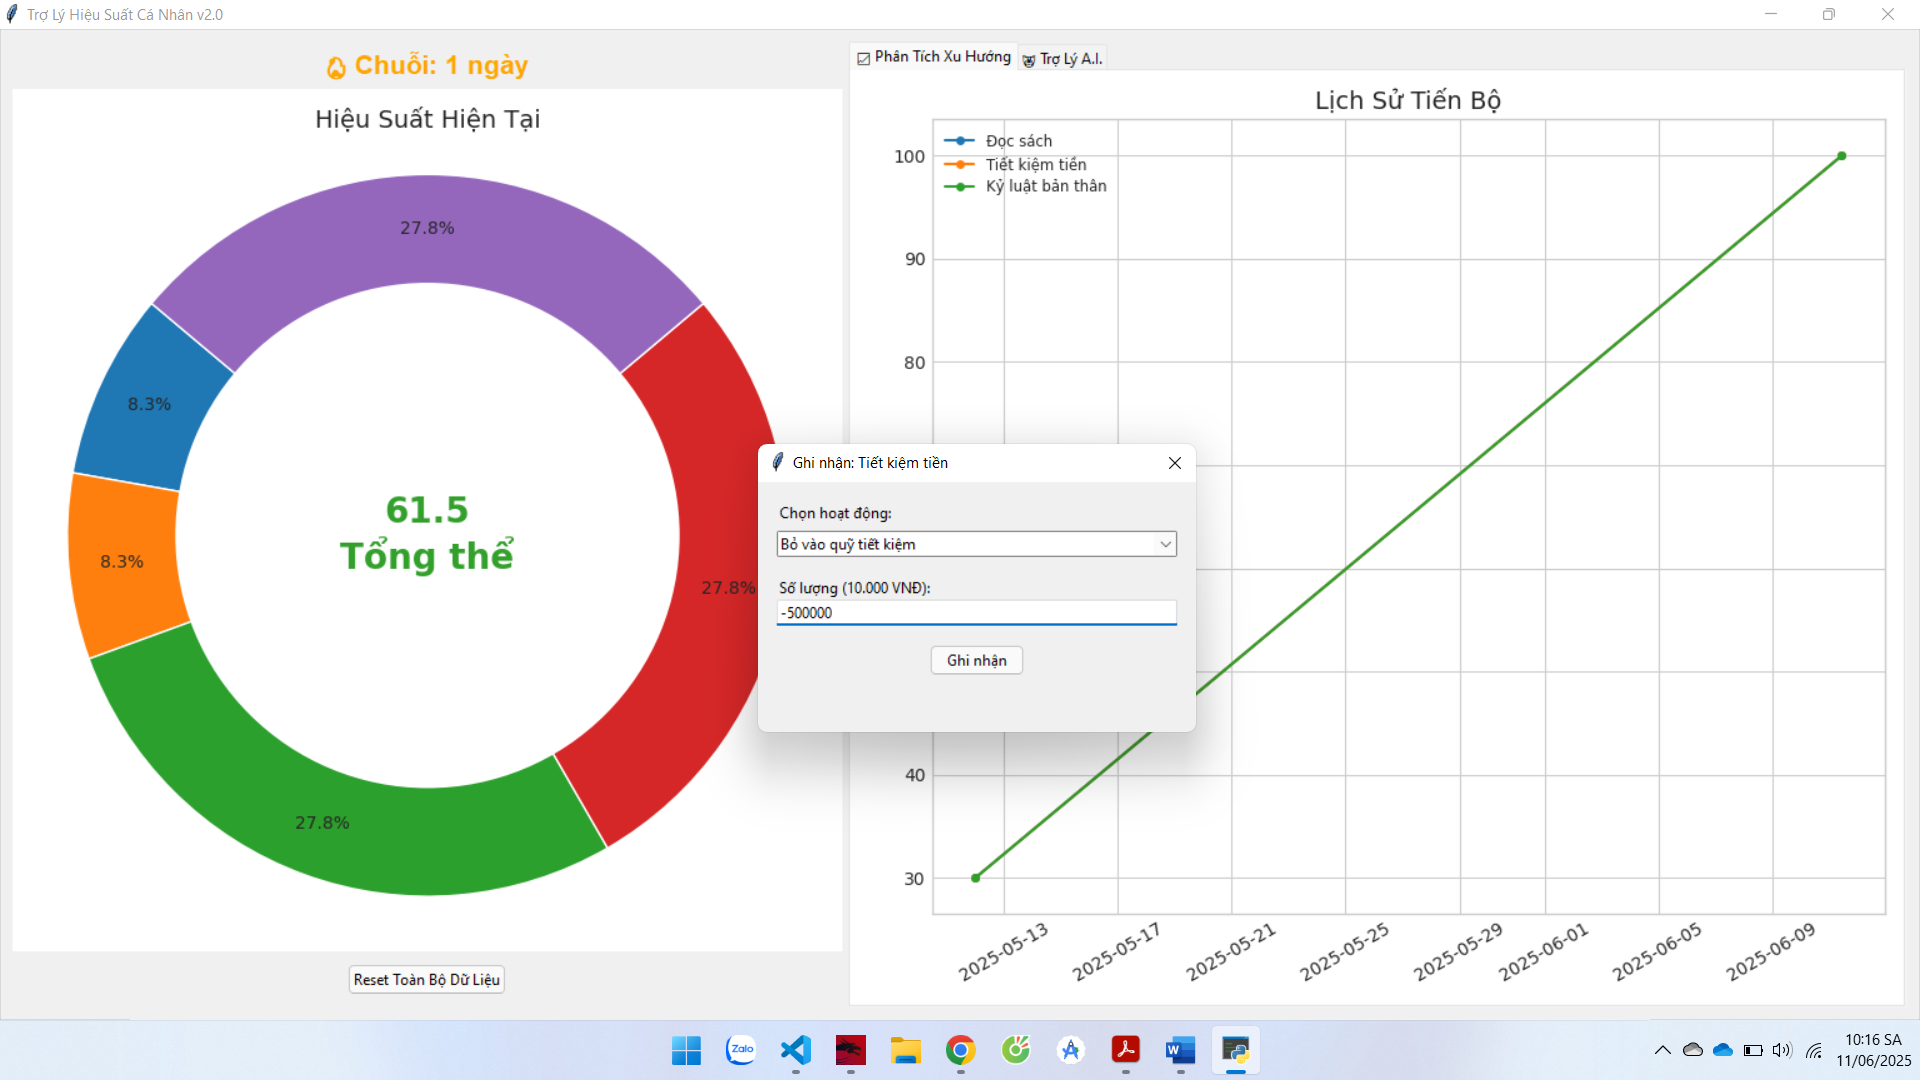 Trợ Lý Hiệu Suất Cá Nhân v2.0
Chuỗi: 1 ngày
Hiệu Suất Hiện Tại
27.8%
8.3%
8.3%
27.8%
27.8%
61.5
Tổng thể
Reset Toàn Bộ Dữ Liệu
Phân Tích Xu Hướng
Trợ Lý A.I.
Lịch Sử Tiến Bộ
Đọc sách
Tiết kiệm tiền
Kỷ luật bản thân
100
90
80
40
30
2025-05-13
2025-05-17
2025-05-21
2025-05-25
2025-05-29
2025-06-01
2025-06-05
2025-06-09
Ghi nhận: Tiết kiệm tiền
Chọn hoạt động:
Bỏ vào quỹ tiết kiệm
Số lượng (10.000 VNĐ):
-500000
Ghi nhận
Zalo
W
10:16 SA
11/06/2025